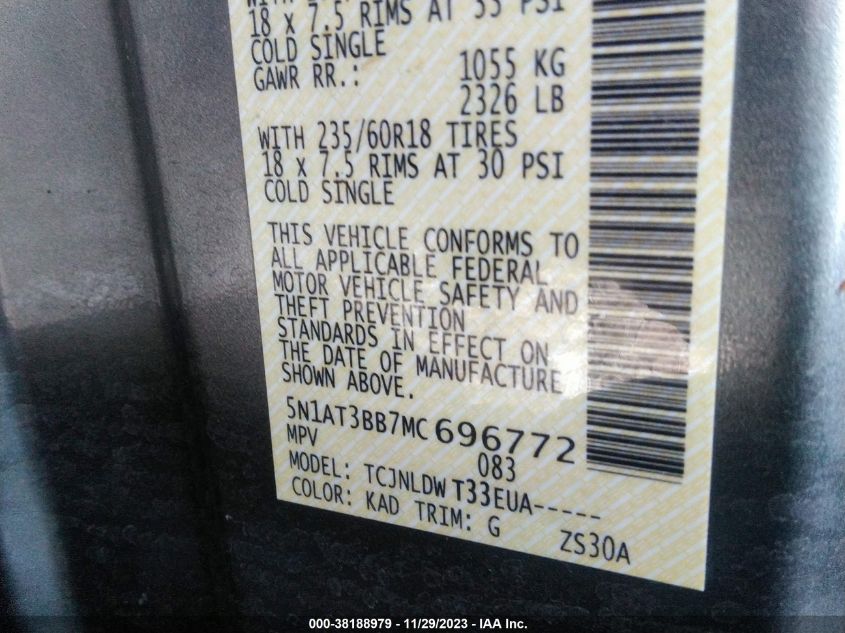 18 x 7.5 RIMS AT 33 PSI
COLD SINGLE
GAWR RR.: 1055 KG
2326 LB
WITH 235/60R18 TIRES
18 x 7.5 RIMS AT 30 PSI
COLD SINGLE
THIS VEHICLE CONFORMS TO
ALL APPLICABLE FEDERAL
MOTOR VEHICLE SAFETY AND
THEFT PREVENTION
STANDARDS IN EFFECT ON
THE DATE OF MANUFACTURE
SHOWN ABOVE.
5N1AT3BB7MC696772
MPV 083
MODEL: TCJNLDW T33EUA-----
COLOR: KAD TRIM: G ZS30A
000-38188979 - 11/29/2023 - IAA Inc.